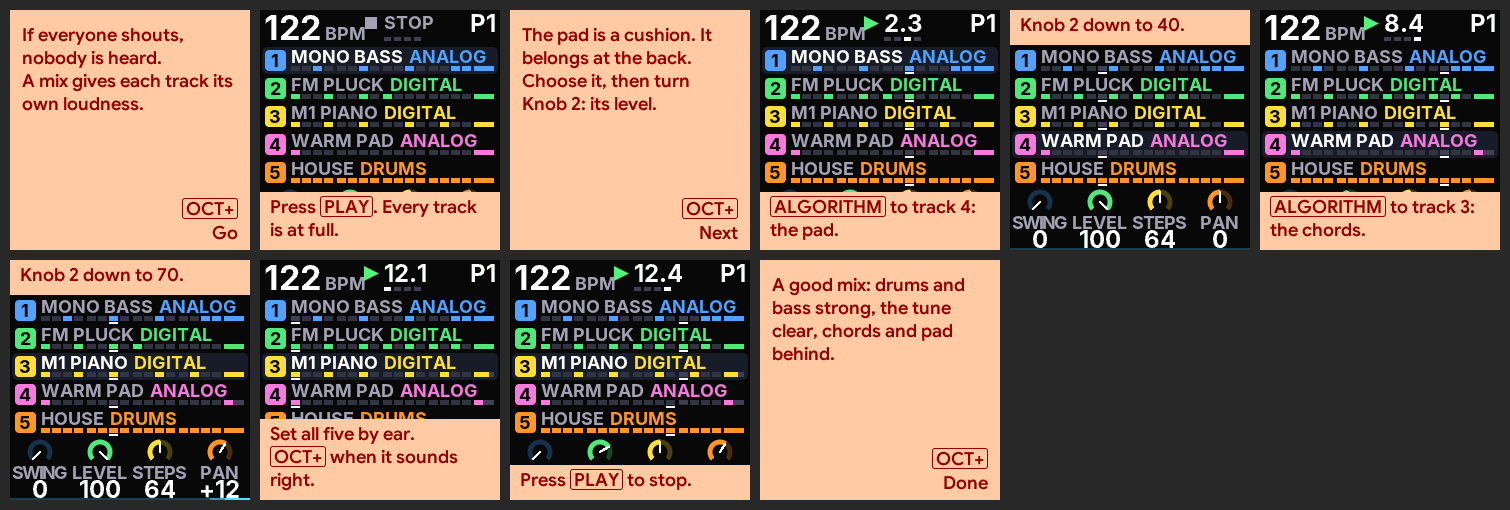 If everyone shouts,
nobody is heard.
A mix gives each track its
own loudness.
OCT+
Go
122 BPM STOP P1
1 MONO BASS ANALOG
2 FM PLUCK DIGITAL
3 M1 PIANO DIGITAL
4 WARM PAD ANALOG
5 HOUSE DRUMS
Press PLAY. Every track
is at full.
The pad is a cushion. It
belongs at the back.
Choose it, then turn
Knob 2: its level.
OCT+
Next
122 BPM 2.3 P1
1 MONO BASS ANALOG
2 FM PLUCK DIGITAL
3 M1 PIANO DIGITAL
4 WARM PAD ANALOG
5 HOUSE DRUMS
ALGORITHM to track 4:
the pad.
Knob 2 down to 40.
1 MONO BASS ANALOG
2 FM PLUCK DIGITAL
3 M1 PIANO DIGITAL
4 WARM PAD ANALOG
5 HOUSE DRUMS
SWING LEVEL STEPS PAN
0 100 64 0
122 BPM 8.4 P1
1 MONO BASS ANALOG
2 FM PLUCK DIGITAL
3 M1 PIANO DIGITAL
4 WARM PAD ANALOG
5 HOUSE DRUMS
ALGORITHM to track 3:
the chords.
Knob 2 down to 70.
1 MONO BASS ANALOG
2 FM PLUCK DIGITAL
3 M1 PIANO DIGITAL
4 WARM PAD ANALOG
5 HOUSE DRUMS
SWING LEVEL STEPS PAN
0 100 64 +12
122 BPM 12.1 P1
1 MONO BASS ANALOG
2 FM PLUCK DIGITAL
3 M1 PIANO DIGITAL
4 WARM PAD ANALOG
5 HOUSE DRUMS
Set all five by ear.
OCT+ when it sounds
right.
122 BPM 12.4 P1
1 MONO BASS ANALOG
2 FM PLUCK DIGITAL
3 M1 PIANO DIGITAL
4 WARM PAD ANALOG
5 HOUSE DRUMS
Press PLAY to stop.
A good mix: drums and
bass strong, the tune
clear, chords and pad
behind.
OCT+
Done